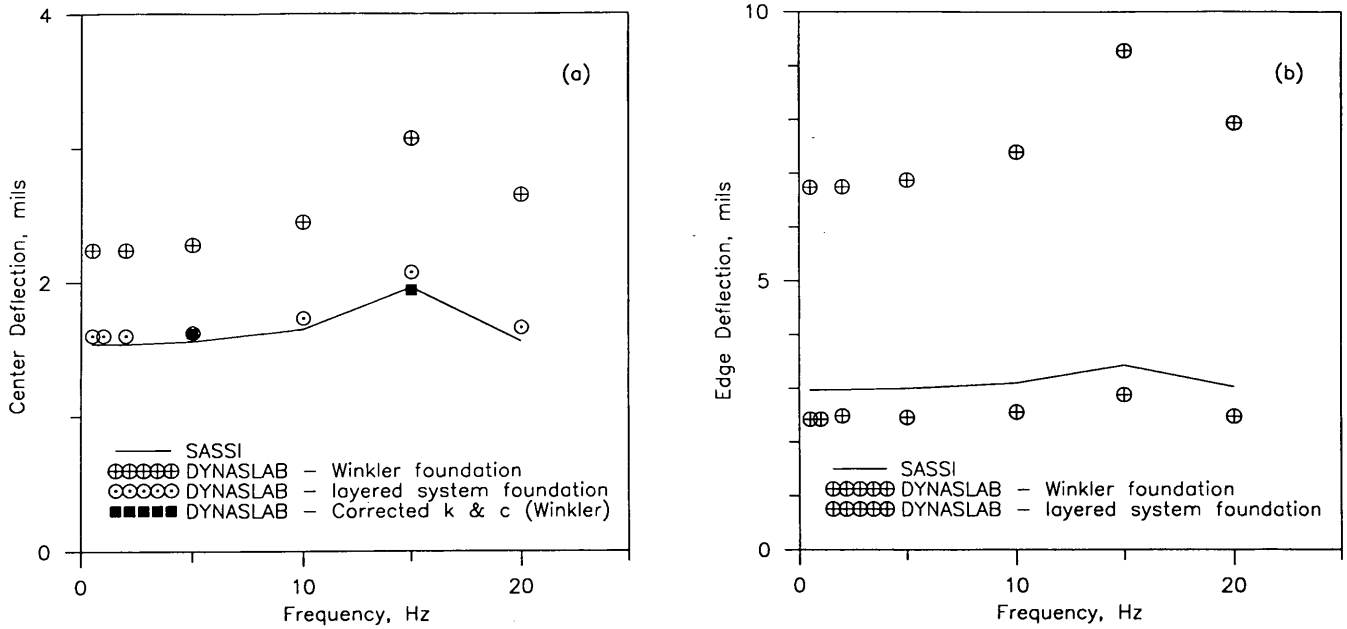 4
2
0
0
10
20
Center Deflection, mils
Frequency, Hz
(a)
SASSI
DYNASLAB – Winkler foundation
DYNASLAB – layered system foundation
DYNASLAB – Corrected k & c (Winkler)
10
5
0
0
10
20
Edge Deflection, mils
Frequency, Hz
(b)
SASSI
DYNASLAB – Winkler foundation
DYNASLAB – layered system foundation